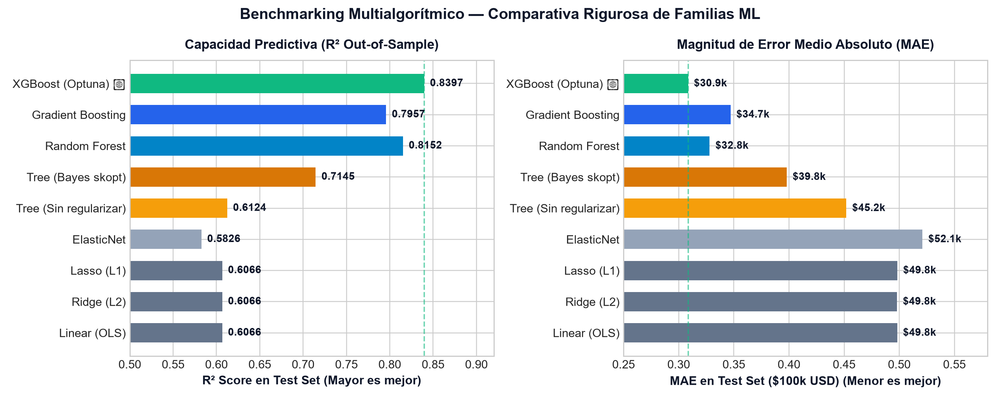 Benchmarking Multialgorítmico — Comparativa Rigurosa de Familias ML
Capacidad Predictiva (R² Out-of-Sample)
XGBoost (Optuna)
0.8397
Gradient Boosting
0.7957
Random Forest
0.8152
Tree (Bayes skopt)
0.7145
Tree (Sin regularizar)
0.6124
ElasticNet
0.5826
Lasso (L1)
0.6066
Ridge (L2)
0.6066
Linear (OLS)
0.6066
0.50 0.55 0.60 0.65 0.70 0.75 0.80 0.85 0.90
R² Score en Test Set (Mayor es mejor)
Magnitud de Error Medio Absoluto (MAE)
XGBoost (Optuna)
$30.9k
Gradient Boosting
$34.7k
Random Forest
$32.8k
Tree (Bayes skopt)
$39.8k
Tree (Sin regularizar)
$45.2k
ElasticNet
$52.1k
Lasso (L1)
$49.8k
Ridge (L2)
$49.8k
Linear (OLS)
$49.8k
0.25 0.30 0.35 0.40 0.45 0.50 0.55
MAE en Test Set ($100k USD) (Menor es mejor)